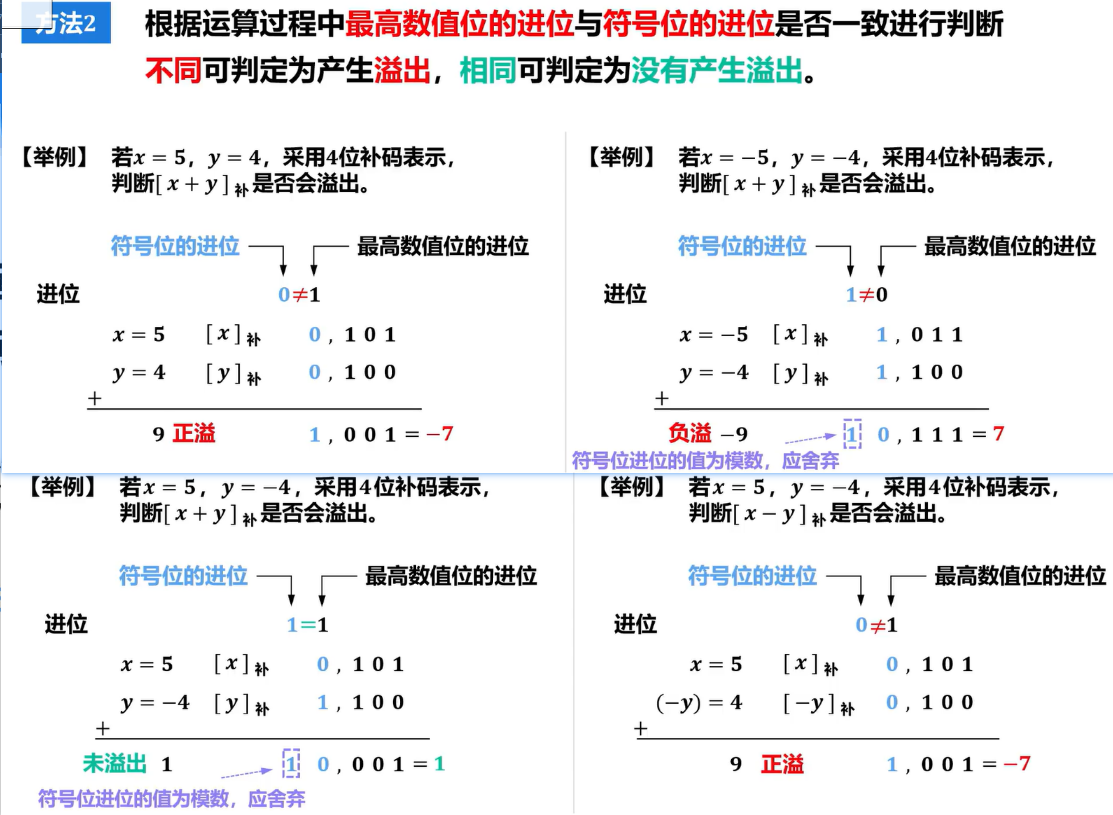 方法2
根据运算过程中最高数值位的进位与符号位的进位是否一致进行判断
不同可判定为产生溢出，相同可判定为没有产生溢出。
【举例】 若x = 5，y = 4，采用4位补码表示，
判断[ x + y ]补 是否会溢出。
符号位的进位 最高数值位的进位
进位 0≠1
x = 5 [ x ]补 0 , 1 0 1
y = 4 [ y ]补 0 , 1 0 0
+
9 正溢 1 , 0 0 1 = −7
【举例】 若x = −5，y = −4，采用4位补码表示，
判断[ x + y ]补 是否会溢出。
符号位的进位 最高数值位的进位
进位 1≠0
x = −5 [ x ]补 1 , 0 1 1
y = −4 [ y ]补 1 , 1 0 0
+
负溢 −9 1 0 , 1 1 1 = 7
符号位进位的值为模数，应舍弃
【举例】 若x = 5，y = −4，采用4位补码表示，
判断[ x + y ]补 是否会溢出。
符号位的进位 最高数值位的进位
进位 1=1
x = 5 [ x ]补 0 , 1 0 1
y = −4 [ y ]补 1 , 1 0 0
+
未溢出 1 1 0 , 0 0 1 = 1
符号位进位的值为模数，应舍弃
【举例】 若x = 5，y = −4，采用4位补码表示，
判断[ x − y ]补 是否会溢出。
符号位的进位 最高数值位的进位
进位 0≠1
x = 5 [ x ]补 0 , 1 0 1
(−y) = 4 [ −y ]补 0 , 1 0 0
+
9 正溢 1 , 0 0 1 = −7